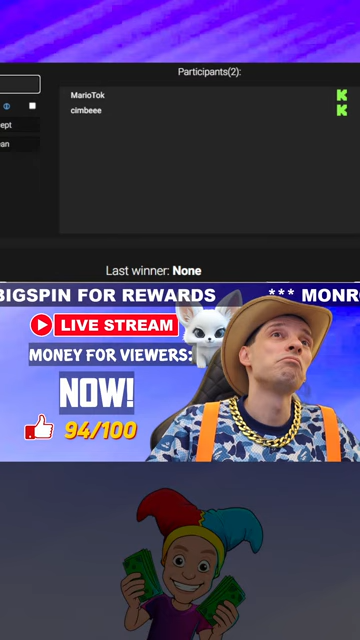 Participants(2):
MarioTok
cimbeee
ept
an
Last winner: None
BIGSPIN FOR REWARDS *** MONR
LIVE STREAM
MONEY FOR VIEWERS:
NOW!
94/100